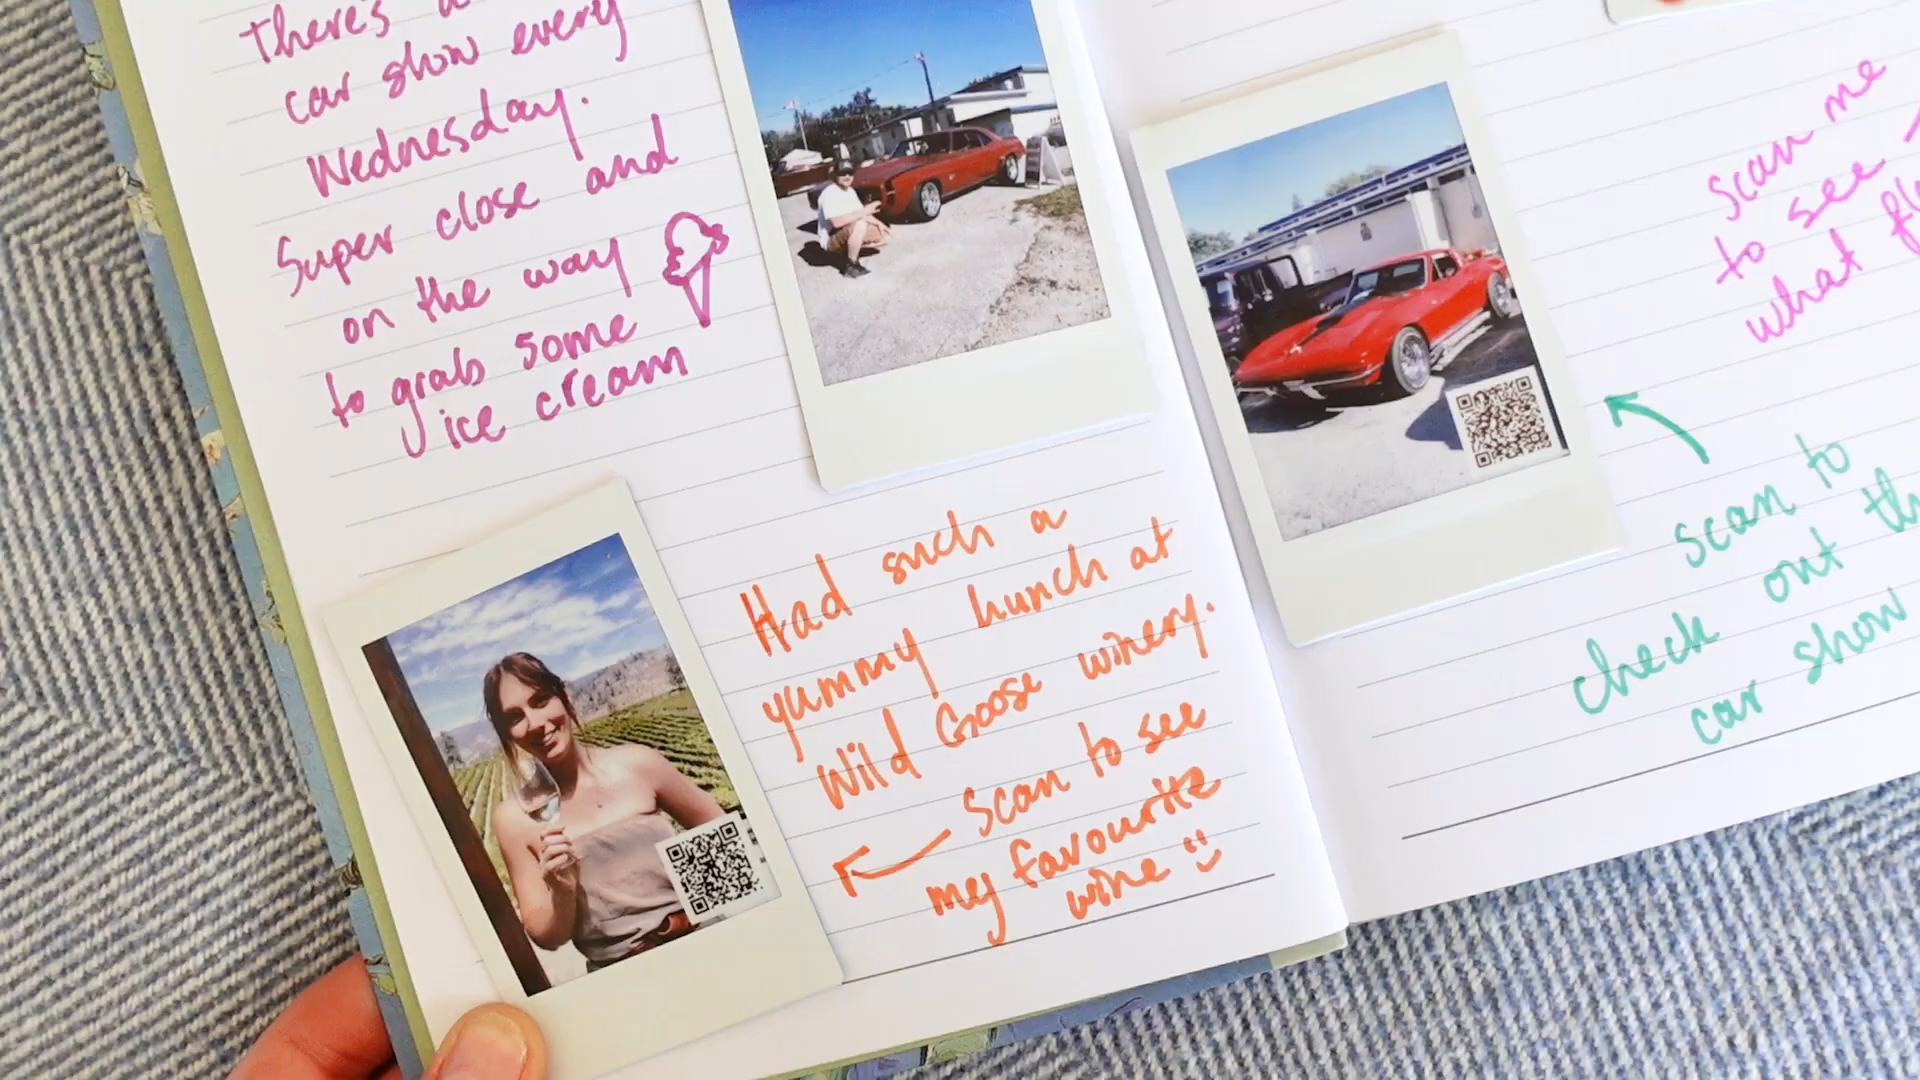 there's a
car show every
Wednesday.
Super close and
on the way
to grab some
ice cream
Had such a
yummy lunch at
Wild Goose winery.
Scan to see
my favourite
wine
Scan me
to see
what
scan to
check out
car show